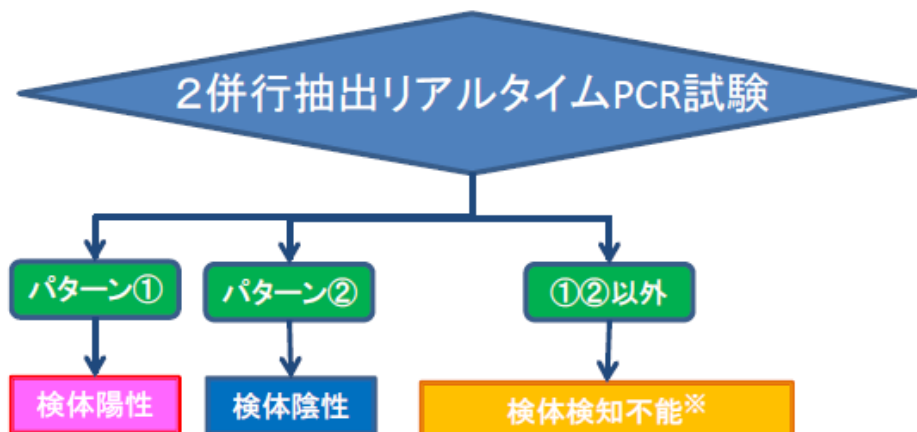 ２併行抽出リアルタイムPCR試験
パターン①
パターン②
①②以外
検体陽性
検体陰性
検体検知不能※